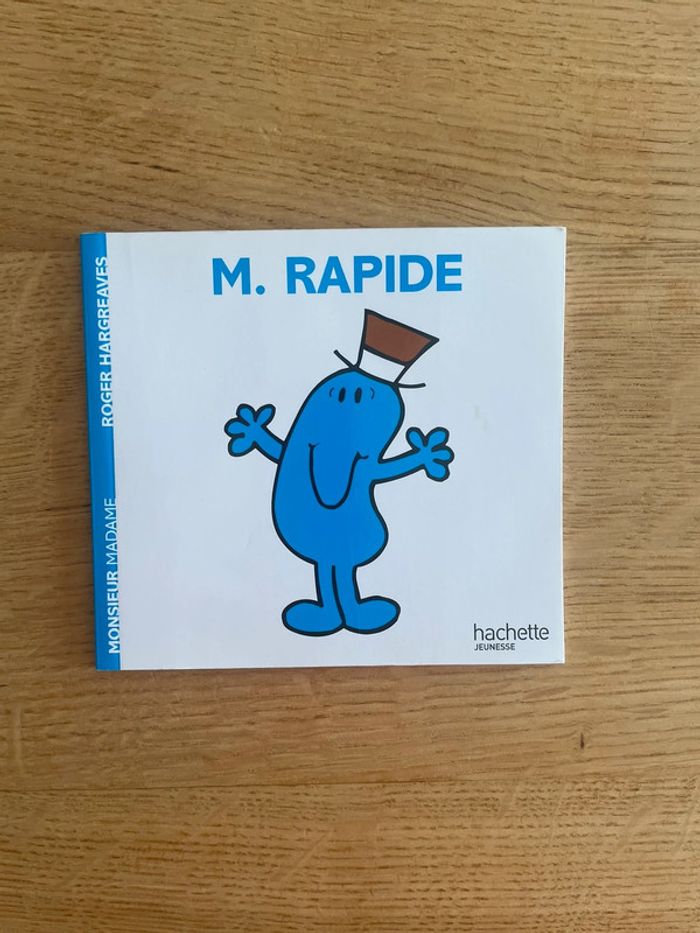 M. RAPIDE
ROGER HARGREAVES
MONSIEUR MADAME
hachette
JEUNESSE